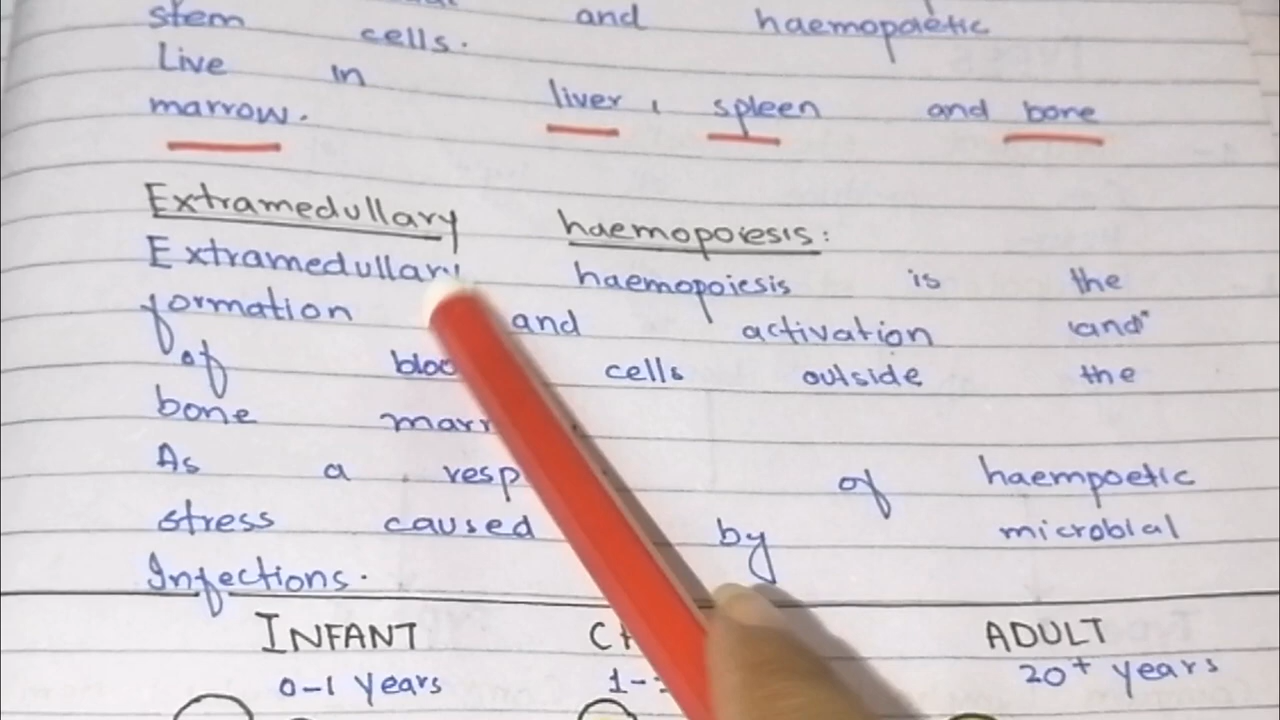 and haemopoietic
stem cells.
Live in liver, spleen and bone
marrow.
Extramedullary haemopoiesis:
Extramedullary haemopoiesis is the
formation and activation and
of cells outside the
bone
As a of haempoetic
stress caused by microbial
Infections.
INFANT ADULT
0-1 years 20+ years